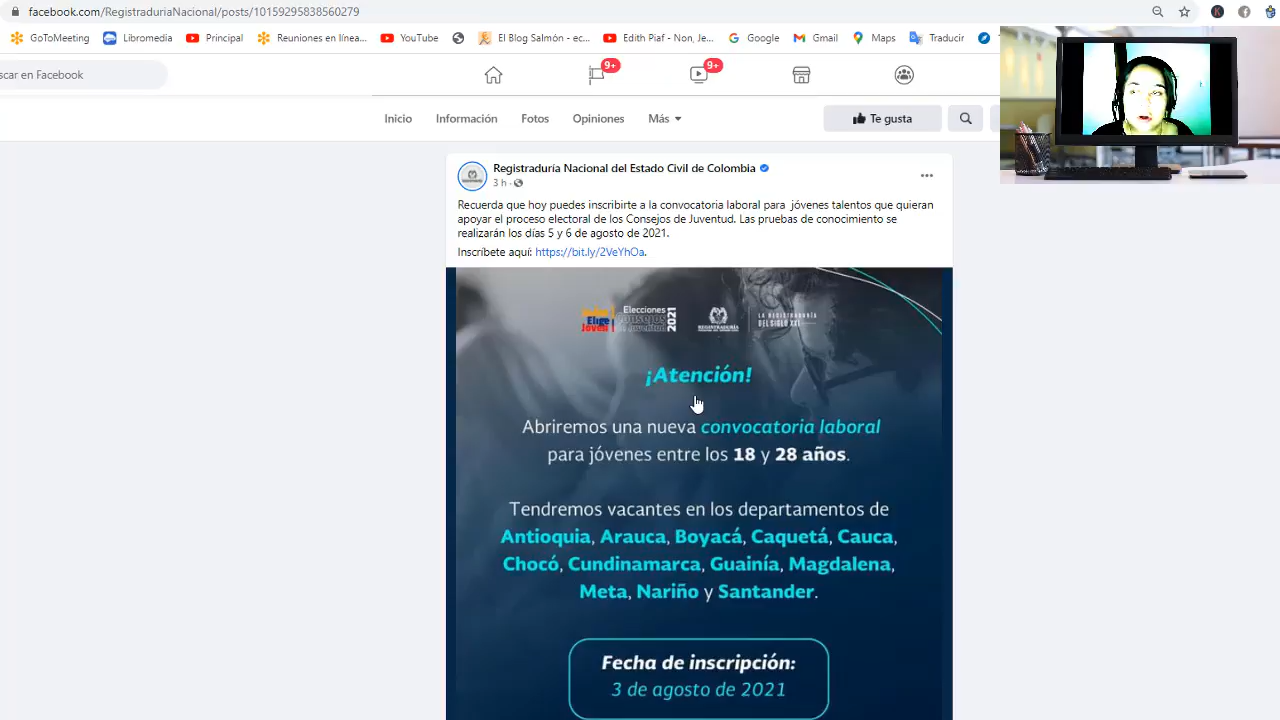 facebook.com/RegistraduriaNacional/posts/10159295838560279
GoToMeeting Libromedia Principal Reuniones en líne... YouTube El Blog Salmón - ec... Edith Piaf - Non, Je... Google Gmail Maps Traducir
scar en Facebook
9+ 9+
Inicio Información Fotos Opiniones Más Te gusta
Registraduría Nacional del Estado Civil de Colombia
3 h
Recuerda que hoy puedes inscribirte a la convocatoria laboral para jóvenes talentos que quieran
apoyar el proceso electoral de los Consejos de Juventud. Las pruebas de conocimiento se
realizarán los días 5 y 6 de agosto de 2021.
Inscríbete aquí: https://bit.ly/2VeYhOa.
Elige Joven Elecciones Consejos de Juventud 2021 REGISTRADURÍA LA REGISTRADURÍA
DEL SIGLO XXI
¡Atención!
Abriremos una nueva convocatoria laboral
para jóvenes entre los 18 y 28 años.
Tendremos vacantes en los departamentos de
Antioquia, Arauca, Boyacá, Caquetá, Cauca,
Chocó, Cundinamarca, Guainía, Magdalena,
Meta, Nariño y Santander.
Fecha de inscripción:
3 de agosto de 2021